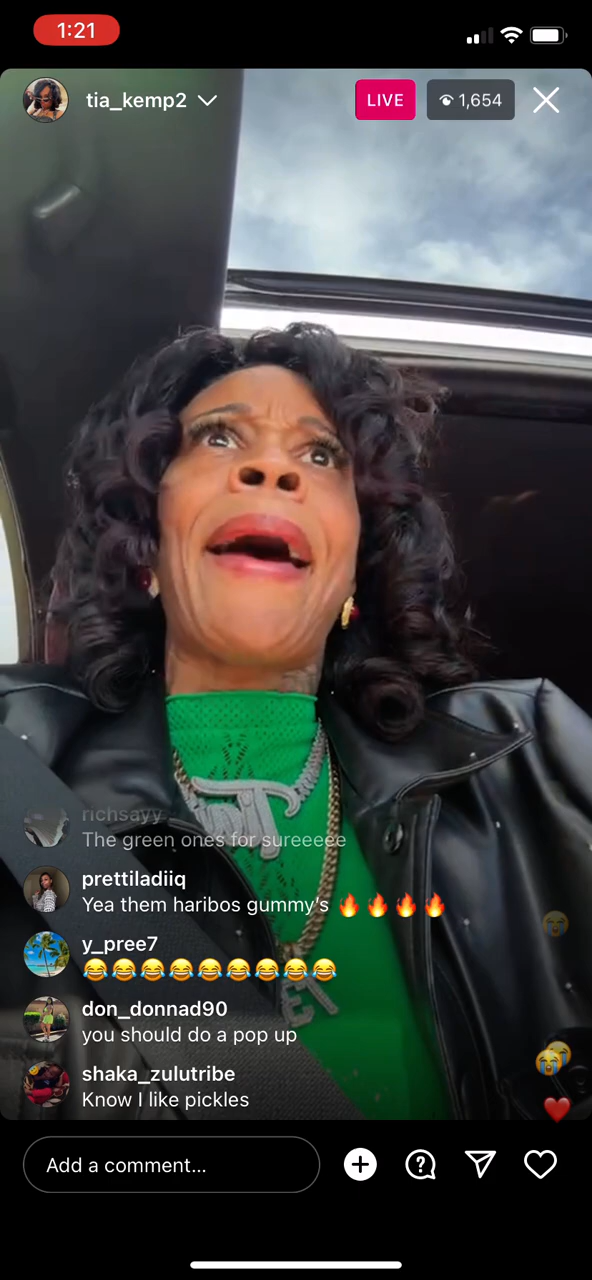 1:21
tia_kemp2
LIVE
1,654
richsayy
The green ones for sureeeee
prettiladiiq
Yea them haribos gummy's 🔥🔥🔥🔥
y_pree7
😂😂😂😂😂😂😂😂😂
don_donnad90
you should do a pop up
shaka_zulutribe
Know I like pickles
Add a comment...